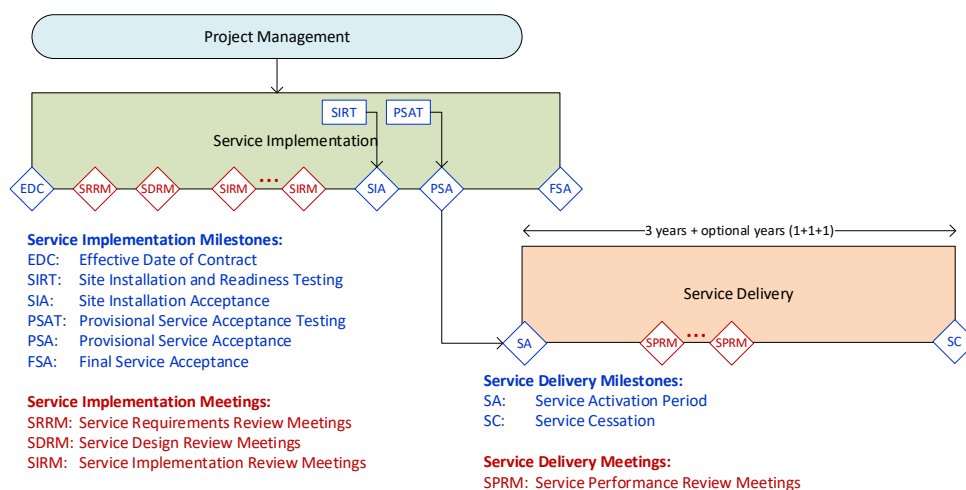 Project Management
SIRT PSAT
Service Implementation
EDC SRRM SDRM SIRM ... SIRM SIA PSA FSA
Service Implementation Milestones:
EDC: Effective Date of Contract
SIRT: Site Installation and Readiness Testing
SIA: Site Installation Acceptance
PSAT: Provisional Service Acceptance Testing
PSA: Provisional Service Acceptance
FSA: Final Service Acceptance
Service Implementation Meetings:
SRRM: Service Requirements Review Meetings
SDRM: Service Design Review Meetings
SIRM: Service Implementation Review Meetings
3 years + optional years (1+1+1)
Service Delivery
SA SPRM ... SPRM SC
Service Delivery Milestones:
SA: Service Activation Period
SC: Service Cessation
Service Delivery Meetings:
SPRM: Service Performance Review Meetings